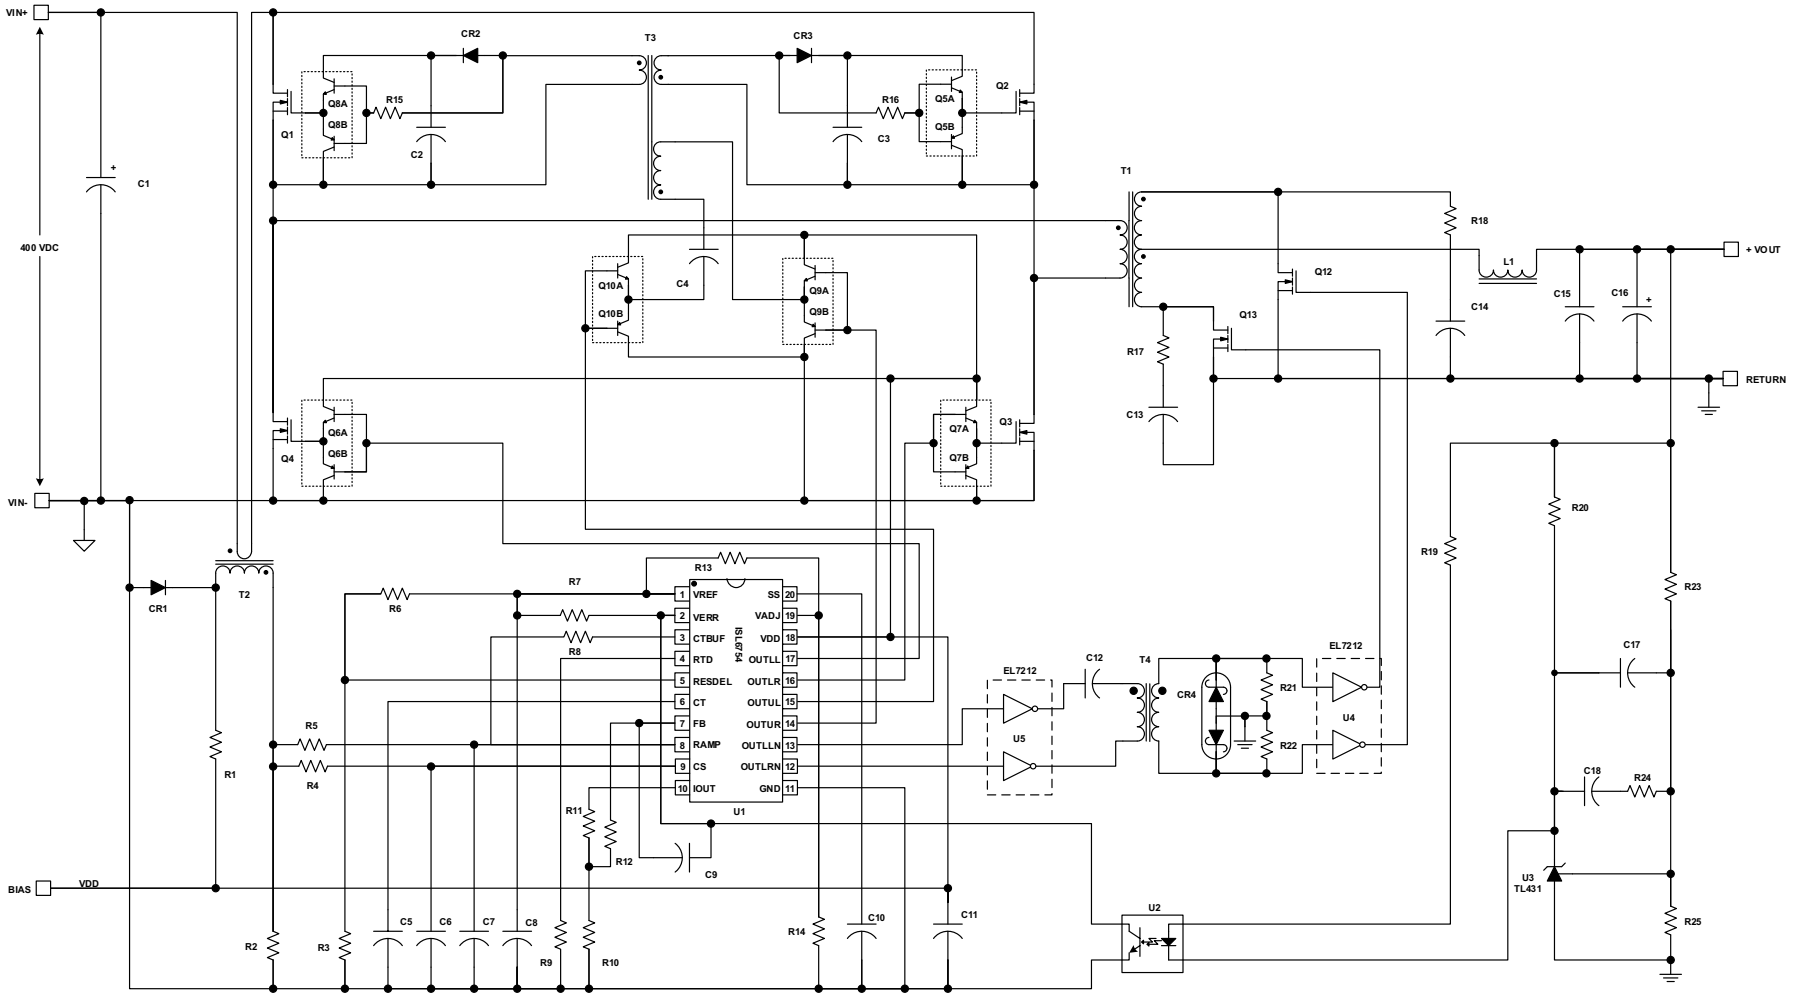 VIN+
CR2
T3
CR3
Q8A
Q8B
R15
Q1
C2
R16
C3
Q5A
Q5B
Q2
C1
+
T1
400 VDC
Q10A
Q10B
C4
Q9A
Q9B
R18
Q12
L1
+ VOUT
C15
C16
+
C14
Q13
R17
RETURN
C13
Q6A
Q6B
Q4
Q7A
Q7B
Q3
VIN-
R20
R19
R23
CR1
T2
R13
R7
R6
R8
1 VREF
2 VERR
3 CTBUF
4 RTD
5 RESDEL
6 CT
7 FB
8 RAMP
9 CS
10 IOUT
ISL6754
SS 20
VADJ 19
VDD 18
OUTLL 17
OUTLR 16
OUTUL 15
OUTUR 14
OUTLLN 13
OUTLRN 12
GND 11
U1
R5
R4
R1
R11
R12
C9
EL7212
U5
C12
T4
CR4
R21
R22
EL7212
U4
C17
C18
R24
BIAS
VDD
U3
TL431
R2
R3
C5
C6
C7
C8
R9
R10
R14
C10
C11
U2
R25